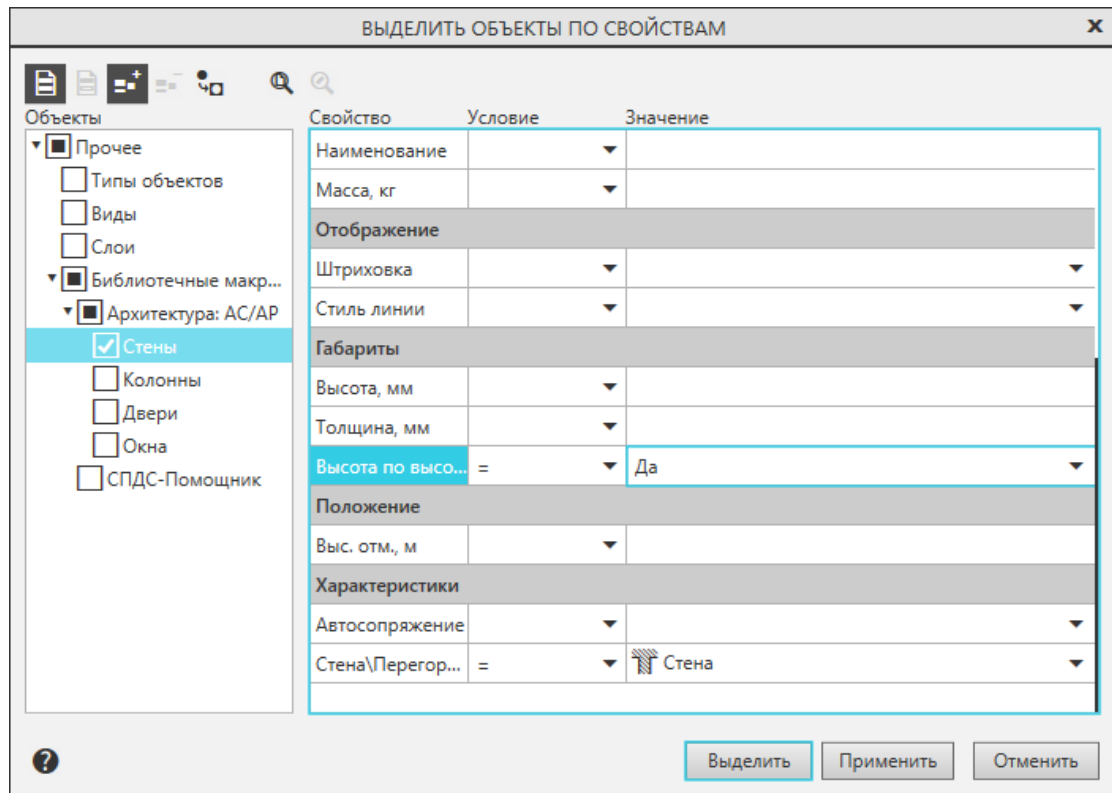 ВЫДЕЛИТЬ ОБЪЕКТЫ ПО СВОЙСТВАМ
Объекты
Прочее
Типы объектов
Виды
Слои
Библиотечные макр...
Архитектура: АС/АР
Стены
Колонны
Двери
Окна
СПДС-Помощник
Свойство Условие Значение
Наименование
Масса, кг
Отображение
Штриховка
Стиль линии
Габариты
Высота, мм
Толщина, мм
Высота по высо... = Да
Положение
Выс. отм., м
Характеристики
Автосопряжение
Стена\Перегор... = Стена
Выделить Применить Отменить